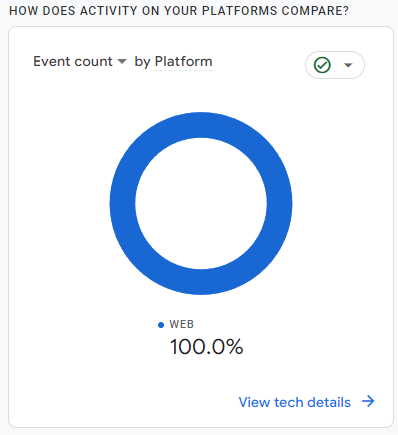 HOW DOES ACTIVITY ON YOUR PLATFORMS COMPARE?
Event count by Platform
WEB
100.0%
View tech details